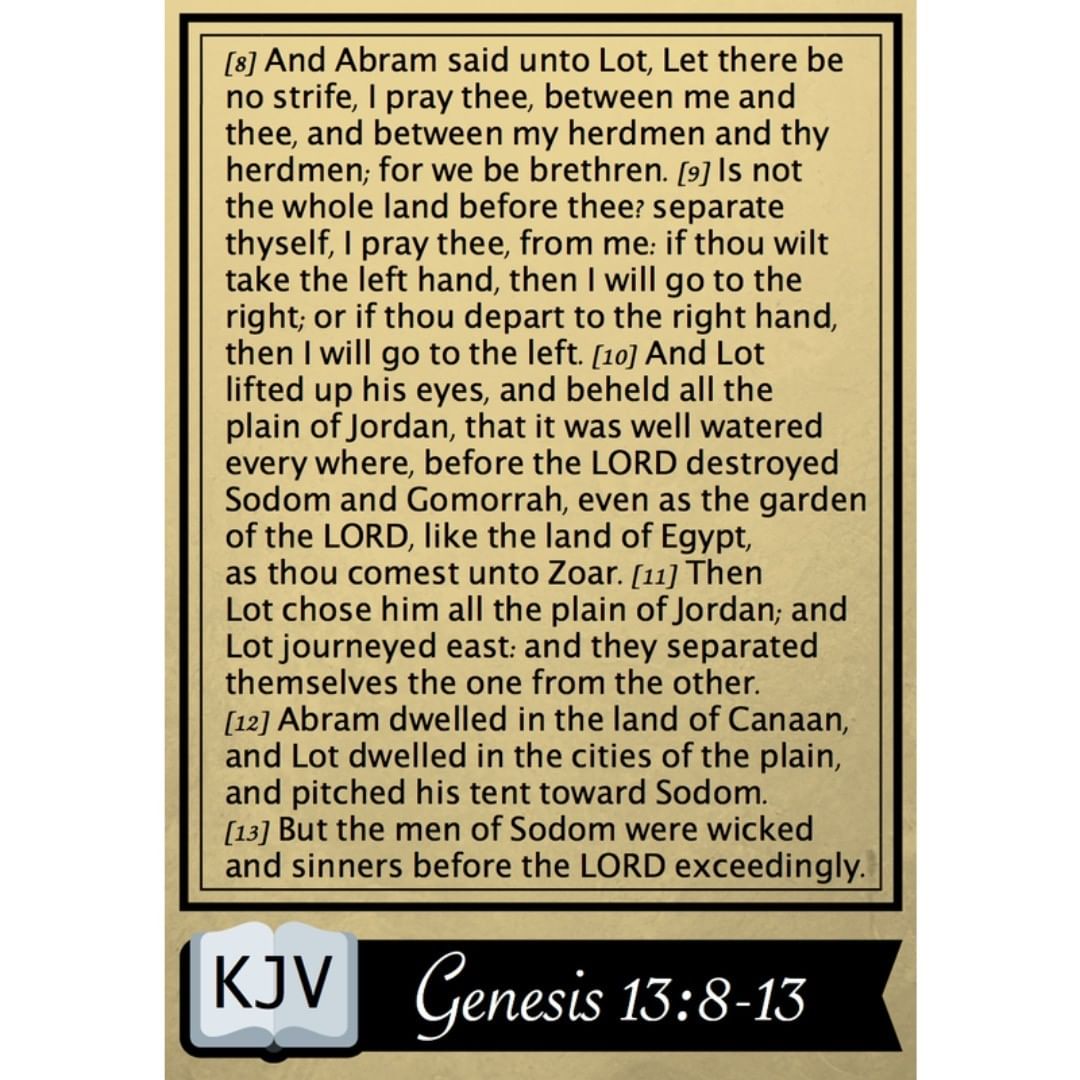 [8] And Abram said unto Lot, Let there be
no strife, I pray thee, between me and
thee, and between my herdmen and thy
herdmen; for we be brethren. [9] Is not
the whole land before thee? separate
thyself, I pray thee, from me: if thou wilt
take the left hand, then I will go to the
right; or if thou depart to the right hand,
then I will go to the left. [10] And Lot
lifted up his eyes, and beheld all the
plain of Jordan, that it was well watered
every where, before the LORD destroyed
Sodom and Gomorrah, even as the garden
of the LORD, like the land of Egypt,
as thou comest unto Zoar. [11] Then
Lot chose him all the plain of Jordan; and
Lot journeyed east: and they separated
themselves the one from the other.
[12] Abram dwelled in the land of Canaan,
and Lot dwelled in the cities of the plain,
and pitched his tent toward Sodom.
[13] But the men of Sodom were wicked
and sinners before the LORD exceedingly.
KJV
Genesis 13:8-13